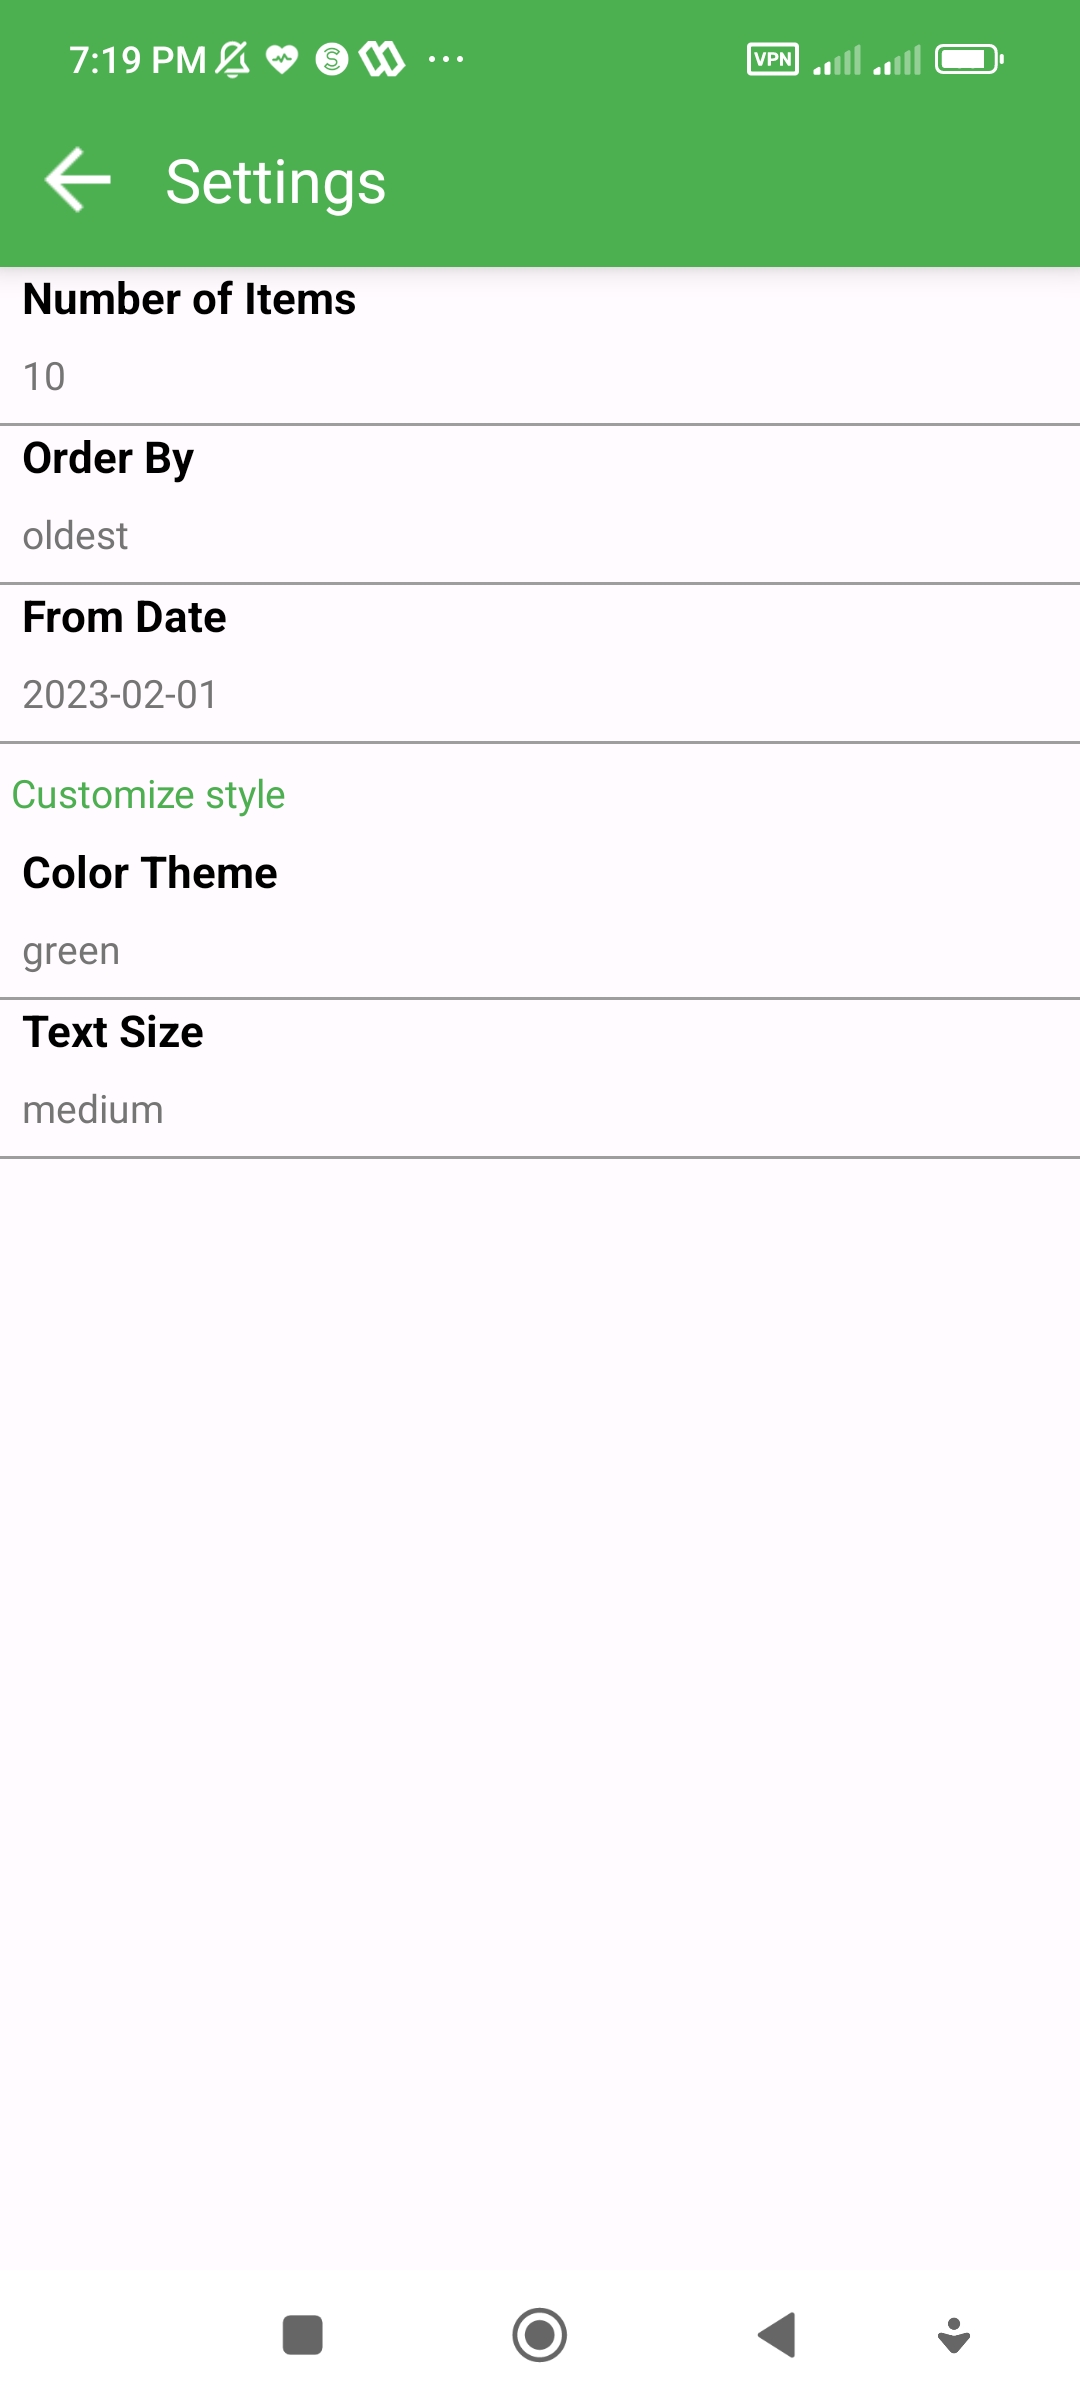 7:19 PM
VPN
Settings
Number of Items
10
Order By
oldest
From Date
2023-02-01
Customize style
Color Theme
green
Text Size
medium